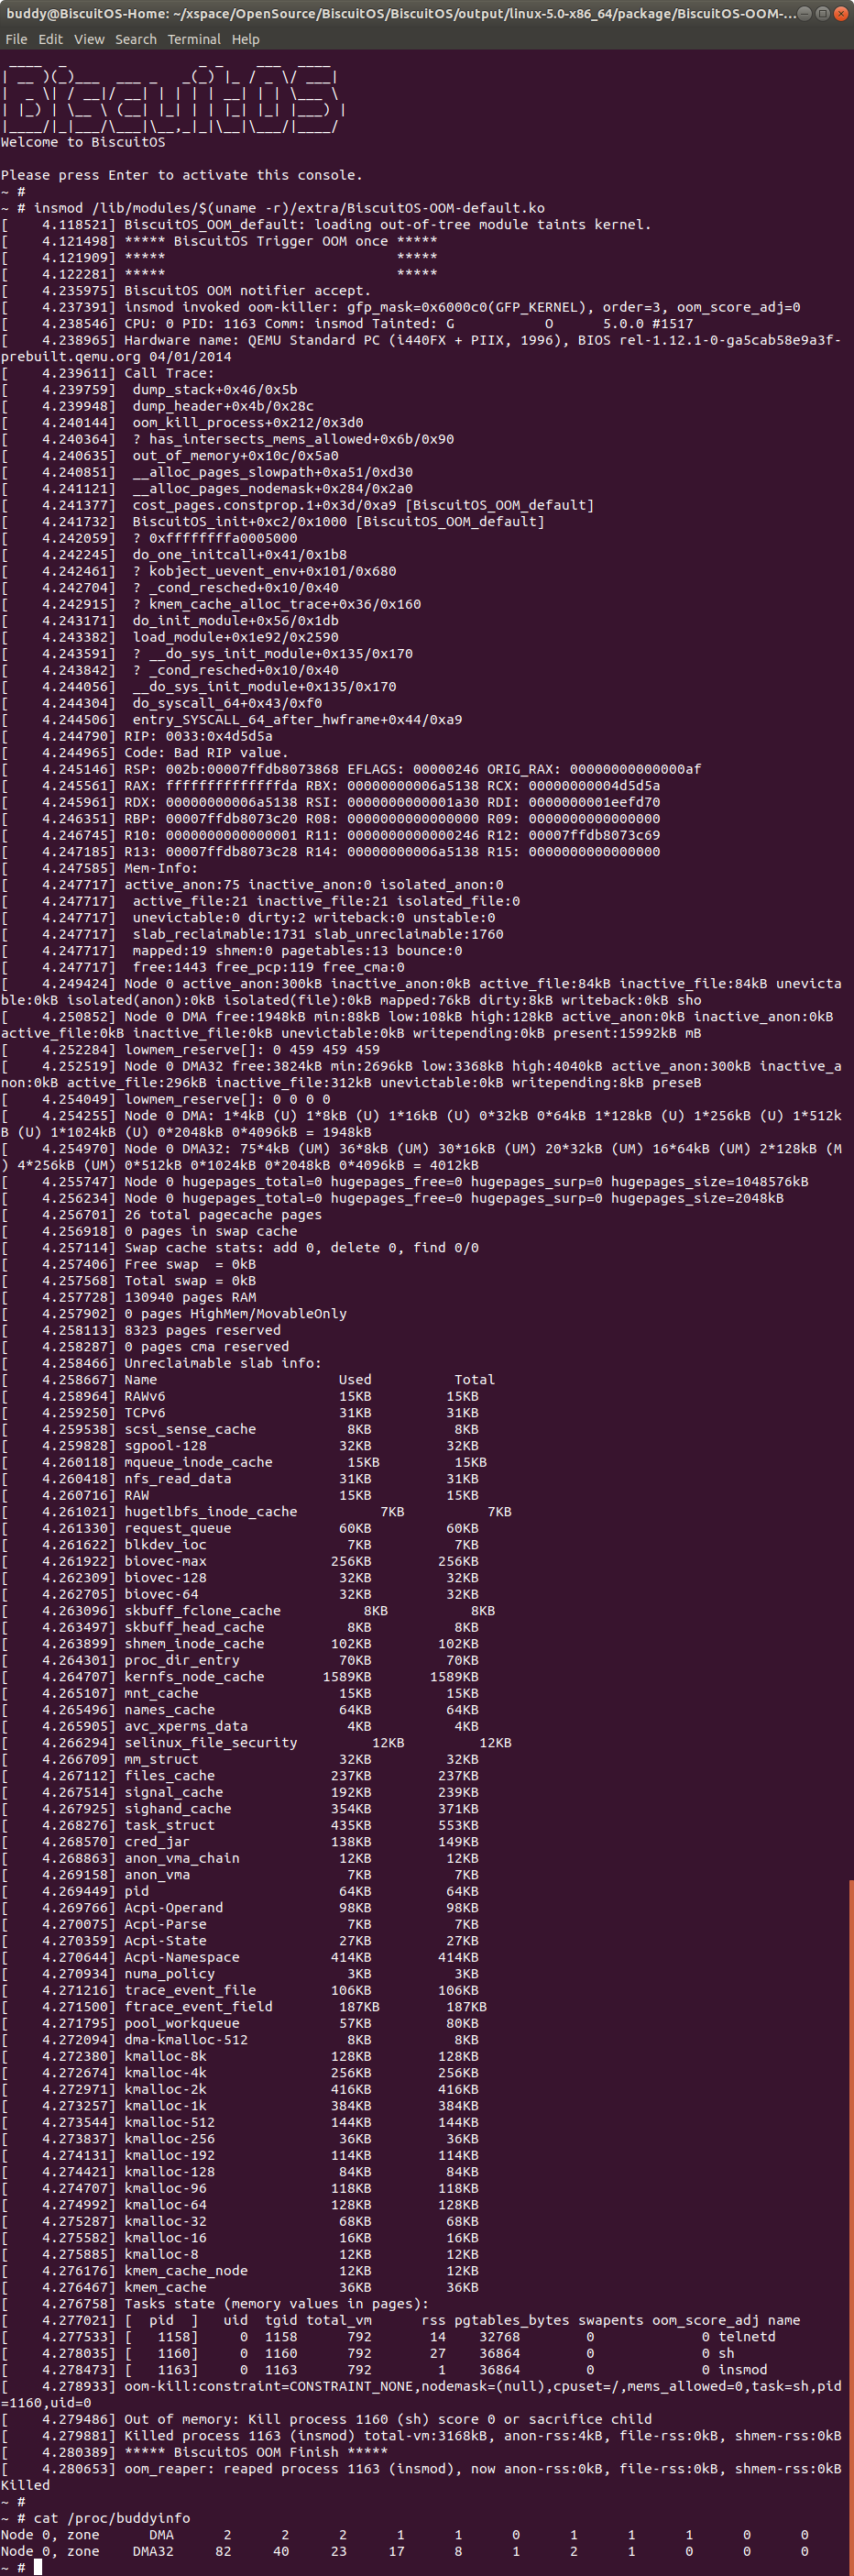 buddy@BiscuitOS-Home: ~/xspace/OpenSource/BiscuitOS/BiscuitOS/output/linux-5.0-x86_64/package/BiscuitOS-OOM-...
File Edit View Search Terminal Help
 ____  _                _ _    ___  ____
| __ )(_)___  ___ _   _(_) |_ / _ \/ ___|
|  _ \| / __|/ __| | | | | __| | | \___ \
| |_) | \__ \ (__| |_| | | |_| |_| |___) |
|____/|_|___/\___|\__,_|_|\__|\___/|____/
Welcome to BiscuitOS
Please press Enter to activate this console.
~ #
~ # insmod /lib/modules/$(uname -r)/extra/BiscuitOS-OOM-default.ko
[    4.118521] BiscuitOS_OOM_default: loading out-of-tree module taints kernel.
[    4.121498] ***** BiscuitOS Trigger OOM once *****
[    4.121909] *****                            *****
[    4.122281] *****                            *****
[    4.235975] BiscuitOS OOM notifier accept.
[    4.237391] insmod invoked oom-killer: gfp_mask=0x6000c0(GFP_KERNEL), order=3, oom_score_adj=0
[    4.238546] CPU: 0 PID: 1163 Comm: insmod Tainted: G           O      5.0.0 #1517
[    4.238965] Hardware name: QEMU Standard PC (i440FX + PIIX, 1996), BIOS rel-1.12.1-0-ga5cab58e9a3f-
prebuilt.qemu.org 04/01/2014
[    4.239611] Call Trace:
[    4.239759]  dump_stack+0x46/0x5b
[    4.239948]  dump_header+0x4b/0x28c
[    4.240144]  oom_kill_process+0x212/0x3d0
[    4.240364]  ? has_intersects_mems_allowed+0x6b/0x90
[    4.240635]  out_of_memory+0x10c/0x5a0
[    4.240851]  __alloc_pages_slowpath+0xa51/0xd30
[    4.241121]  __alloc_pages_nodemask+0x284/0x2a0
[    4.241377]  cost_pages.constprop.1+0x3d/0xa9 [BiscuitOS_OOM_default]
[    4.241732]  BiscuitOS_init+0xc2/0x1000 [BiscuitOS_OOM_default]
[    4.242059]  ? 0xffffffffa0005000
[    4.242245]  do_one_initcall+0x41/0x1b8
[    4.242461]  ? kobject_uevent_env+0x101/0x680
[    4.242704]  ? _cond_resched+0x10/0x40
[    4.242915]  ? kmem_cache_alloc_trace+0x36/0x160
[    4.243171]  do_init_module+0x56/0x1db
[    4.243382]  load_module+0x1e92/0x2590
[    4.243591]  ? __do_sys_init_module+0x135/0x170
[    4.243842]  ? _cond_resched+0x10/0x40
[    4.244056]  __do_sys_init_module+0x135/0x170
[    4.244304]  do_syscall_64+0x43/0xf0
[    4.244506]  entry_SYSCALL_64_after_hwframe+0x44/0xa9
[    4.244790] RIP: 0033:0x4d5d5a
[    4.244965] Code: Bad RIP value.
[    4.245146] RSP: 002b:00007ffdb8073868 EFLAGS: 00000246 ORIG_RAX: 00000000000000af
[    4.245561] RAX: ffffffffffffffda RBX: 00000000006a5138 RCX: 00000000004d5d5a
[    4.245961] RDX: 00000000006a5138 RSI: 0000000000001a30 RDI: 0000000001eefd70
[    4.246351] RBP: 00007ffdb8073c20 R08: 0000000000000000 R09: 0000000000000000
[    4.246745] R10: 0000000000000001 R11: 0000000000000246 R12: 00007ffdb8073c69
[    4.247185] R13: 00007ffdb8073c28 R14: 00000000006a5138 R15: 0000000000000000
[    4.247585] Mem-Info:
[    4.247717] active_anon:75 inactive_anon:0 isolated_anon:0
[    4.247717]  active_file:21 inactive_file:21 isolated_file:0
[    4.247717]  unevictable:0 dirty:2 writeback:0 unstable:0
[    4.247717]  slab_reclaimable:1731 slab_unreclaimable:1760
[    4.247717]  mapped:19 shmem:0 pagetables:13 bounce:0
[    4.247717]  free:1443 free_pcp:119 free_cma:0
[    4.249424] Node 0 active_anon:300kB inactive_anon:0kB active_file:84kB inactive_file:84kB unevicta
ble:0kB isolated(anon):0kB isolated(file):0kB mapped:76kB dirty:8kB writeback:0kB sho
[    4.250852] Node 0 DMA free:1948kB min:88kB low:108kB high:128kB active_anon:0kB inactive_anon:0kB
active_file:0kB inactive_file:0kB unevictable:0kB writepending:0kB present:15992kB mB
[    4.252284] lowmem_reserve[]: 0 459 459 459
[    4.252519] Node 0 DMA32 free:3824kB min:2696kB low:3368kB high:4040kB active_anon:300kB inactive_a
non:0kB active_file:296kB inactive_file:312kB unevictable:0kB writepending:8kB preseB
[    4.254049] lowmem_reserve[]: 0 0 0 0
[    4.254255] Node 0 DMA: 1*4kB (U) 1*8kB (U) 1*16kB (U) 0*32kB 0*64kB 1*128kB (U) 1*256kB (U) 1*512k
B (U) 1*1024kB (U) 0*2048kB 0*4096kB = 1948kB
[    4.254970] Node 0 DMA32: 75*4kB (UM) 36*8kB (UM) 30*16kB (UM) 20*32kB (UM) 16*64kB (UM) 2*128kB (M
) 4*256kB (UM) 0*512kB 0*1024kB 0*2048kB 0*4096kB = 4012kB
[    4.255747] Node 0 hugepages_total=0 hugepages_free=0 hugepages_surp=0 hugepages_size=1048576kB
[    4.256234] Node 0 hugepages_total=0 hugepages_free=0 hugepages_surp=0 hugepages_size=2048kB
[    4.256701] 26 total pagecache pages
[    4.256918] 0 pages in swap cache
[    4.257114] Swap cache stats: add 0, delete 0, find 0/0
[    4.257406] Free swap  = 0kB
[    4.257568] Total swap = 0kB
[    4.257728] 130940 pages RAM
[    4.257902] 0 pages HighMem/MovableOnly
[    4.258113] 8323 pages reserved
[    4.258287] 0 pages cma reserved
[    4.258466] Unreclaimable slab info:
[    4.258667] Name                      Used          Total
[    4.258964] RAWv6                     15KB         15KB
[    4.259250] TCPv6                     31KB         31KB
[    4.259538] scsi_sense_cache           8KB          8KB
[    4.259828] sgpool-128                32KB         32KB
[    4.260118] mqueue_inode_cache         15KB         15KB
[    4.260418] nfs_read_data             31KB         31KB
[    4.260716] RAW                       15KB         15KB
[    4.261021] hugetlbfs_inode_cache          7KB          7KB
[    4.261330] request_queue             60KB         60KB
[    4.261622] blkdev_ioc                 7KB          7KB
[    4.261922] biovec-max               256KB        256KB
[    4.262309] biovec-128                32KB         32KB
[    4.262705] biovec-64                 32KB         32KB
[    4.263096] skbuff_fclone_cache          8KB          8KB
[    4.263497] skbuff_head_cache          8KB          8KB
[    4.263899] shmem_inode_cache        102KB        102KB
[    4.264301] proc_dir_entry            70KB         70KB
[    4.264707] kernfs_node_cache       1589KB       1589KB
[    4.265107] mnt_cache                 15KB         15KB
[    4.265496] names_cache               64KB         64KB
[    4.265905] avc_xperms_data            4KB          4KB
[    4.266294] selinux_file_security         12KB         12KB
[    4.266709] mm_struct                 32KB         32KB
[    4.267112] files_cache              237KB        237KB
[    4.267514] signal_cache             192KB        239KB
[    4.267925] sighand_cache            354KB        371KB
[    4.268276] task_struct              435KB        553KB
[    4.268570] cred_jar                 138KB        149KB
[    4.268863] anon_vma_chain            12KB         12KB
[    4.269158] anon_vma                   7KB          7KB
[    4.269449] pid                       64KB         64KB
[    4.269766] Acpi-Operand              98KB         98KB
[    4.270075] Acpi-Parse                 7KB          7KB
[    4.270359] Acpi-State                27KB         27KB
[    4.270644] Acpi-Namespace           414KB        414KB
[    4.270934] numa_policy                3KB          3KB
[    4.271216] trace_event_file         106KB        106KB
[    4.271500] ftrace_event_field        187KB        187KB
[    4.271795] pool_workqueue            57KB         80KB
[    4.272094] dma-kmalloc-512            8KB          8KB
[    4.272380] kmalloc-8k               128KB        128KB
[    4.272674] kmalloc-4k               256KB        256KB
[    4.272971] kmalloc-2k               416KB        416KB
[    4.273257] kmalloc-1k               384KB        384KB
[    4.273544] kmalloc-512              144KB        144KB
[    4.273837] kmalloc-256               36KB         36KB
[    4.274131] kmalloc-192              114KB        114KB
[    4.274421] kmalloc-128               84KB         84KB
[    4.274707] kmalloc-96               118KB        118KB
[    4.274992] kmalloc-64               128KB        128KB
[    4.275287] kmalloc-32                68KB         68KB
[    4.275582] kmalloc-16                16KB         16KB
[    4.275885] kmalloc-8                 12KB         12KB
[    4.276176] kmem_cache_node           12KB         12KB
[    4.276467] kmem_cache                36KB         36KB
[    4.276758] Tasks state (memory values in pages):
[    4.277021] [  pid  ]   uid  tgid total_vm      rss pgtables_bytes swapents oom_score_adj name
[    4.277533] [   1158]     0  1158      792       14    32768        0             0 telnetd
[    4.278035] [   1160]     0  1160      792       27    36864        0             0 sh
[    4.278473] [   1163]     0  1163      792        1    36864        0             0 insmod
[    4.278933] oom-kill:constraint=CONSTRAINT_NONE,nodemask=(null),cpuset=/,mems_allowed=0,task=sh,pid
=1160,uid=0
[    4.279486] Out of memory: Kill process 1160 (sh) score 0 or sacrifice child
[    4.279881] Killed process 1163 (insmod) total-vm:3168kB, anon-rss:4kB, file-rss:0kB, shmem-rss:0kB
[    4.280389] ***** BiscuitOS OOM Finish *****
[    4.280653] oom_reaper: reaped process 1163 (insmod), now anon-rss:0kB, file-rss:0kB, shmem-rss:0kB
Killed
~ #
~ # cat /proc/buddyinfo
Node 0, zone      DMA      2      2      2      1      1      0      1      1      1      0      0
Node 0, zone    DMA32     82     40     23     17      8      1      2      1      0      0      0
~ #